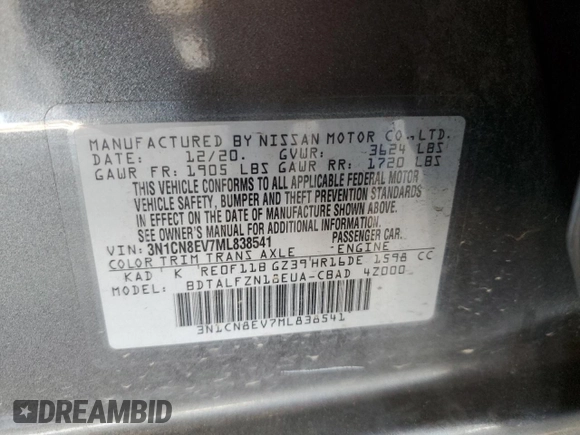 MANUFACTURED BY NISSAN MOTOR CO., LTD.
DATE: 12/20. GVWR: 3624 LBS
GAWR FR: 1905 LBS GAWR RR: 1720 LBS
THIS VEHICLE CONFORMS TO ALL APPLICABLE FEDERAL MOTOR
VEHICLE SAFETY, BUMPER AND THEFT PREVENTION STANDARDS
IN EFFECT ON THE DATE OF MANUFACTURE SHOWN ABOVE.
SEE OWNER'S MANUAL FOR ADDITIONAL INFORMATION.
VIN: 3N1CN8EV7ML838541 PASSENGER CAR.
COLOR TRIM TRANS AXLE ENGINE
KAD K RE0F11B GZ39 HR16DE 1598 CC
MODEL BDTALFZN18EUA-CBAD 4Z000
3N1CN8EV7ML838541
DREAMBID